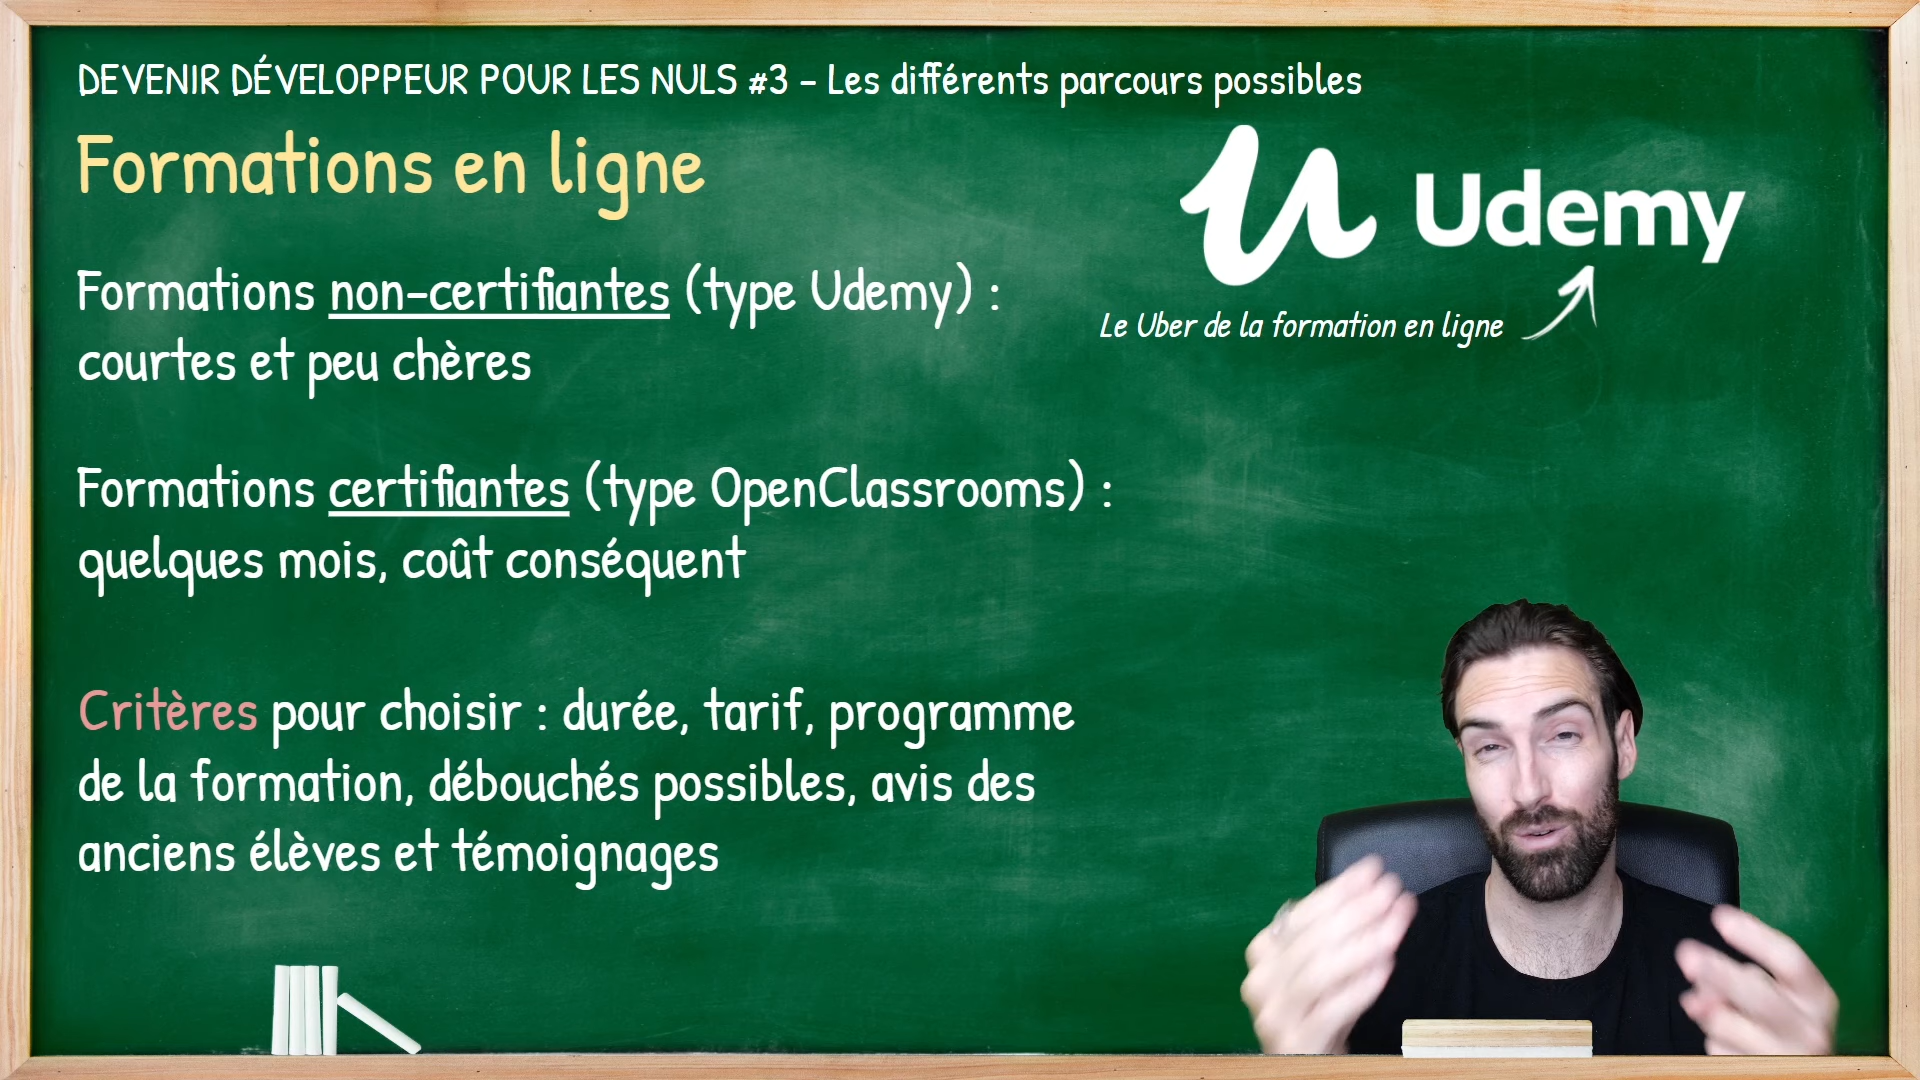 DEVENIR DÉVELOPPEUR POUR LES NULS #3 - Les différents parcours possibles
Formations en ligne
Udemy
Formations non-certifiantes (type Udemy) :
courtes et peu chères
Le Uber de la formation en ligne
Formations certifiantes (type OpenClassrooms) :
quelques mois, coût conséquent
Critères pour choisir : durée, tarif, programme
de la formation, débouchés possibles, avis des
anciens élèves et témoignages